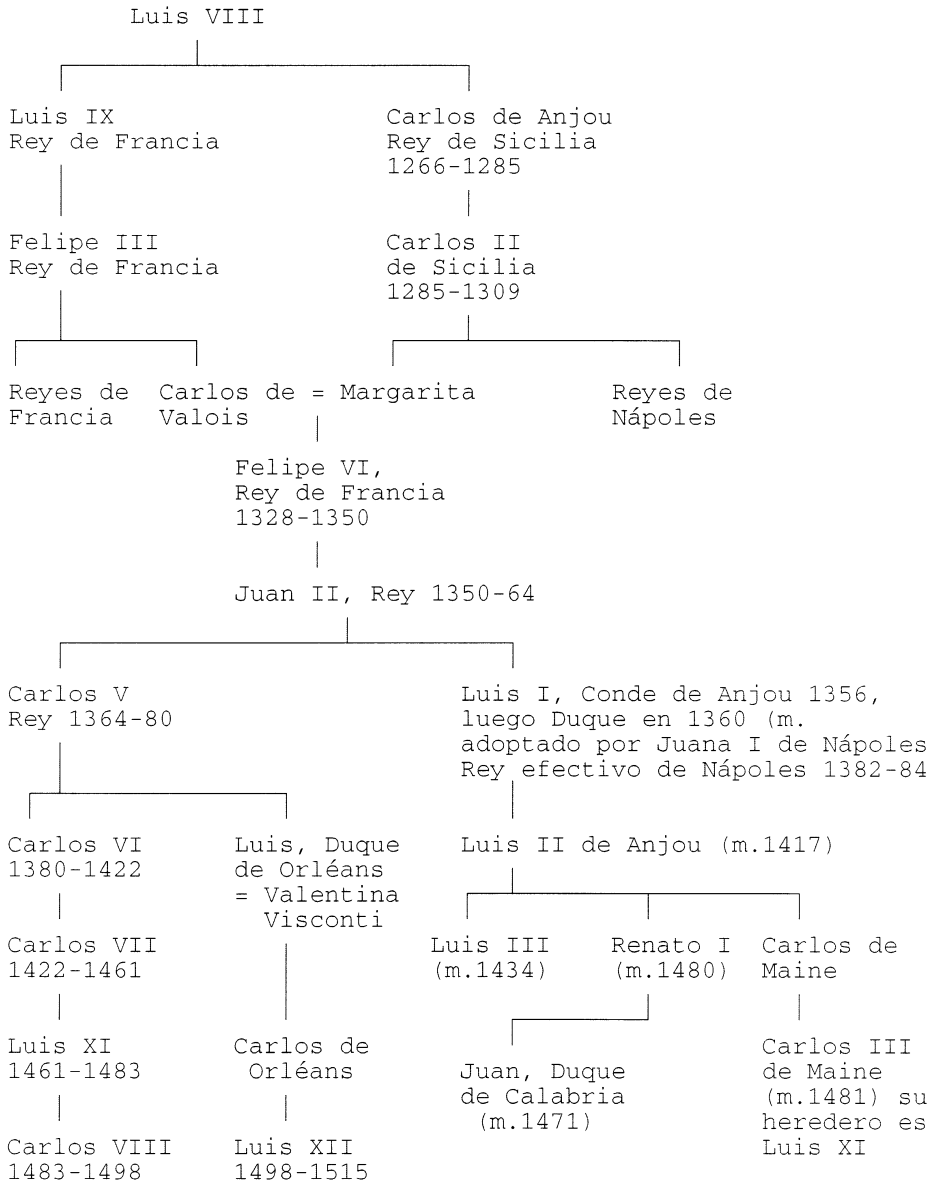 Luis VIII
Luis IX
Rey de Francia
Carlos de Anjou
Rey de Sicilia
1266-1285
Felipe III
Rey de Francia
Carlos II
de Sicilia
1285-1309
Reyes de
Francia
Carlos de = Margarita
Valois
Reyes de
Nápoles
Felipe VI,
Rey de Francia
1328-1350
Juan II, Rey 1350-64
Carlos V
Rey 1364-80
Luis I, Conde de Anjou 1356,
luego Duque en 1360 (m.
adoptado por Juana I de Nápoles
Rey efectivo de Nápoles 1382-84
Carlos VI
1380-1422
Luis, Duque
de Orléans
= Valentina
Visconti
Luis II de Anjou (m.1417)
Carlos VII
1422-1461
Luis III
(m.1434)
Renato I
(m.1480)
Carlos de
Maine
Luis XI
1461-1483
Carlos de
Orléans
Juan, Duque
de Calabria
(m.1471)
Carlos III
de Maine
(m.1481) su
heredero es
Luis XI
Carlos VIII
1483-1498
Luis XII
1498-1515